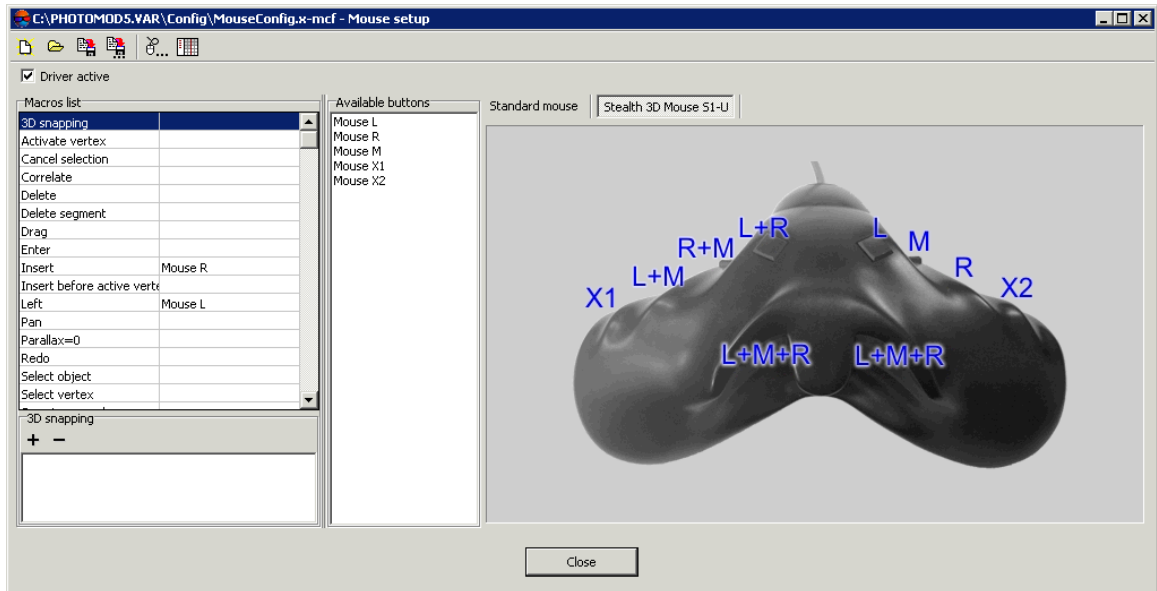 C:\PHOTOMOD5.VAR\Config\MouseConfig.x-mcf - Mouse setup
Driver active
Macros list
3D snapping
Activate vertex
Cancel selection
Correlate
Delete
Delete segment
Drag
Enter
Insert Mouse R
Insert before active verte
Left Mouse L
Pan
Parallax=0
Redo
Select object
Select vertex
3D snapping
+ −
Available buttons
Mouse L
Mouse R
Mouse M
Mouse X1
Mouse X2
Standard mouse Stealth 3D Mouse S1-U
L+R L
R+M M
L+M R
X1 X2
L+M+R L+M+R
Close